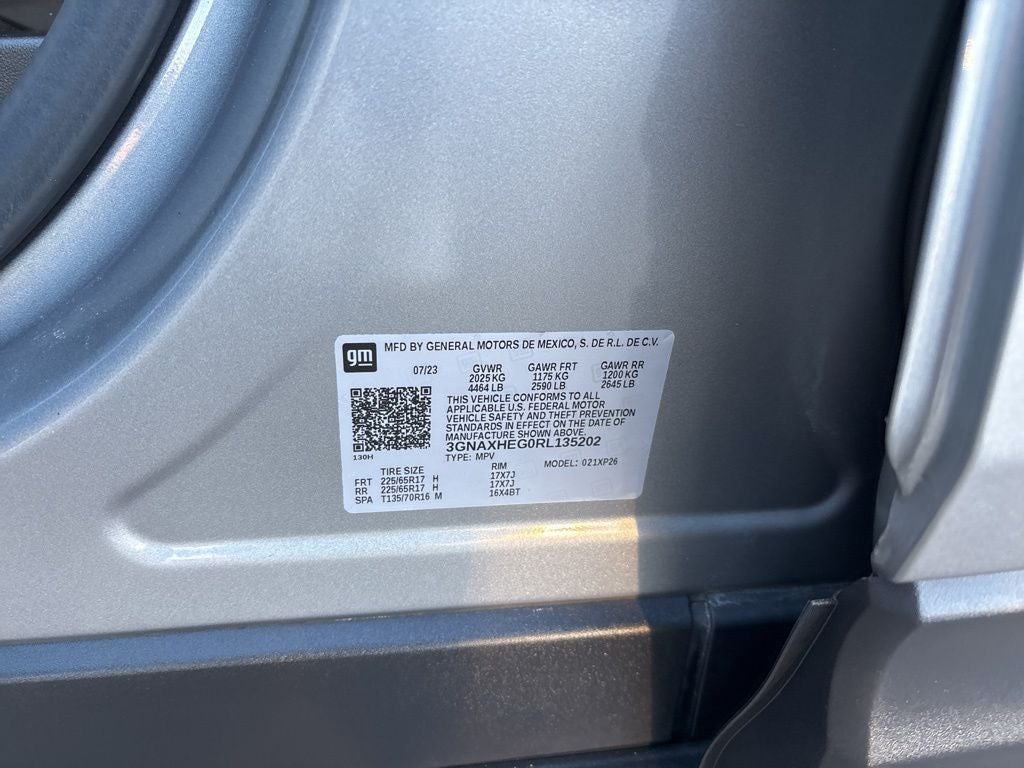 gm MFD BY GENERAL MOTORS DE MEXICO, S. DE R.L. DE C.V.
07/23 GVWR GAWR FRT GAWR RR
2025 KG 1175 KG 1200 KG
4464 LB 2590 LB 2645 LB
THIS VEHICLE CONFORMS TO ALL
APPLICABLE U.S. FEDERAL MOTOR
VEHICLE SAFETY AND THEFT PREVENTION
STANDARDS IN EFFECT ON THE DATE OF
MANUFACTURE SHOWN ABOVE.
3GNAXHEG0RL135202
130H TYPE: MPV MODEL: 021XP26
TIRE SIZE RIM
FRT 225/65R17 H 17X7J
RR 225/65R17 H 17X7J
SPA T135/70R16 M 16X4BT